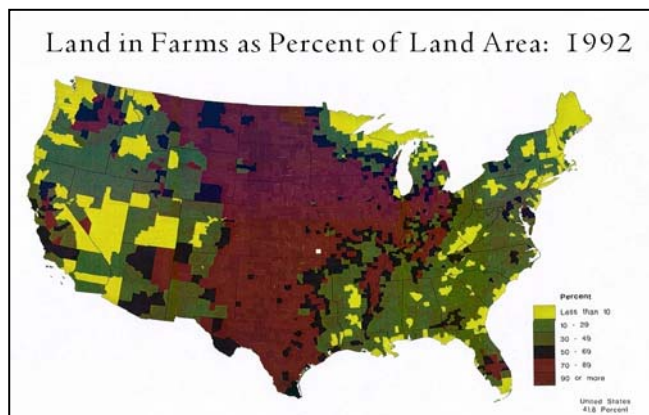 Land in Farms as Percent of Land Area: 1992
Percent
Less than 10
10 - 29
30 - 49
50 - 69
70 - 89
90 or more
United States
41.8 Percent